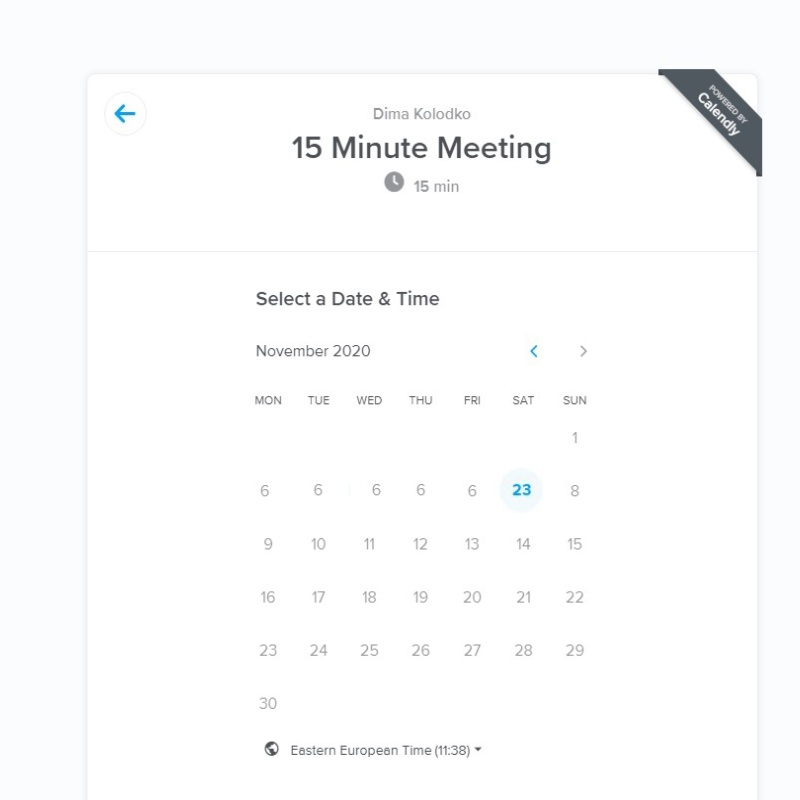 POWERED BY
Calendly
Dima Kolodko
15 Minute Meeting
15 min
Select a Date & Time
November 2020
MON TUE WED THU FRI SAT SUN
1
6 6 6 6 6 23 8
9 10 11 12 13 14 15
16 17 18 19 20 21 22
23 24 25 26 27 28 29
30
Eastern European Time (11:38)